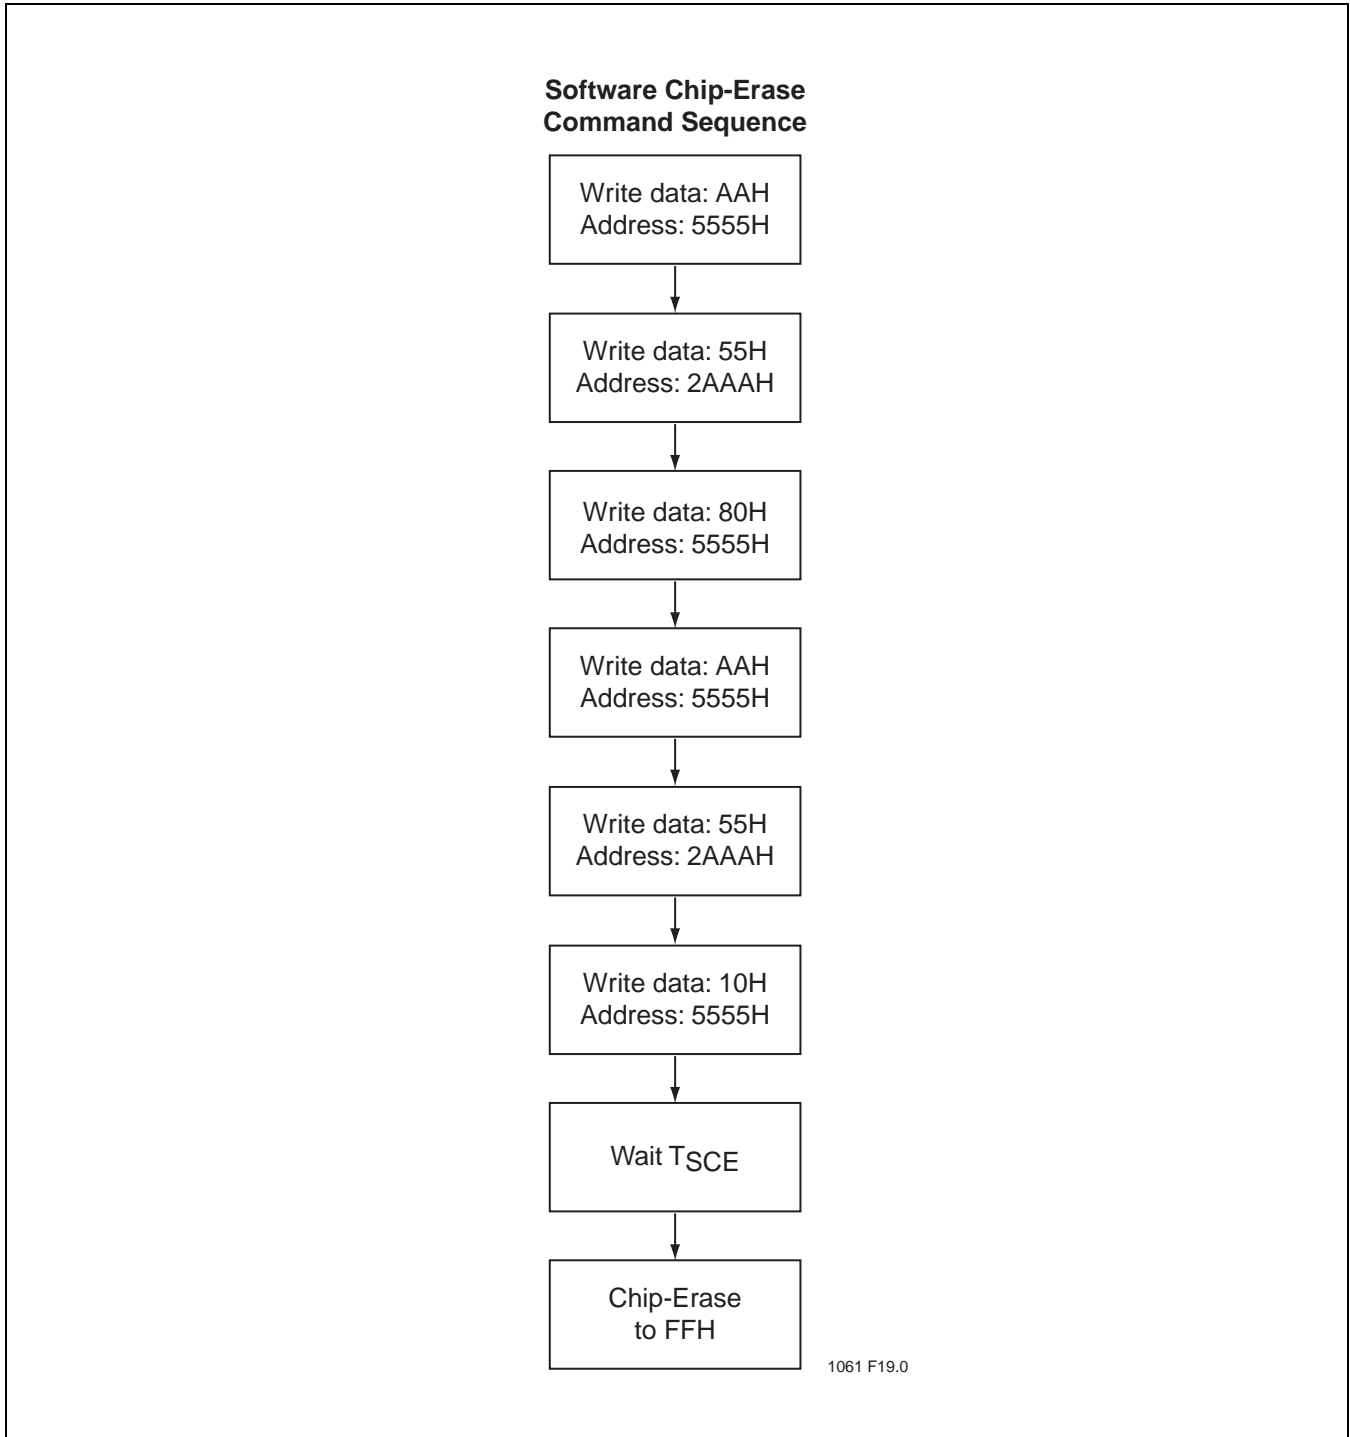 Software Chip-Erase
Command Sequence
Write data: AAH
Address: 5555H
Write data: 55H
Address: 2AAAH
Write data: 80H
Address: 5555H
Write data: AAH
Address: 5555H
Write data: 55H
Address: 2AAAH
Write data: 10H
Address: 5555H
Wait TSCE
Chip-Erase
to FFH
1061 F19.0